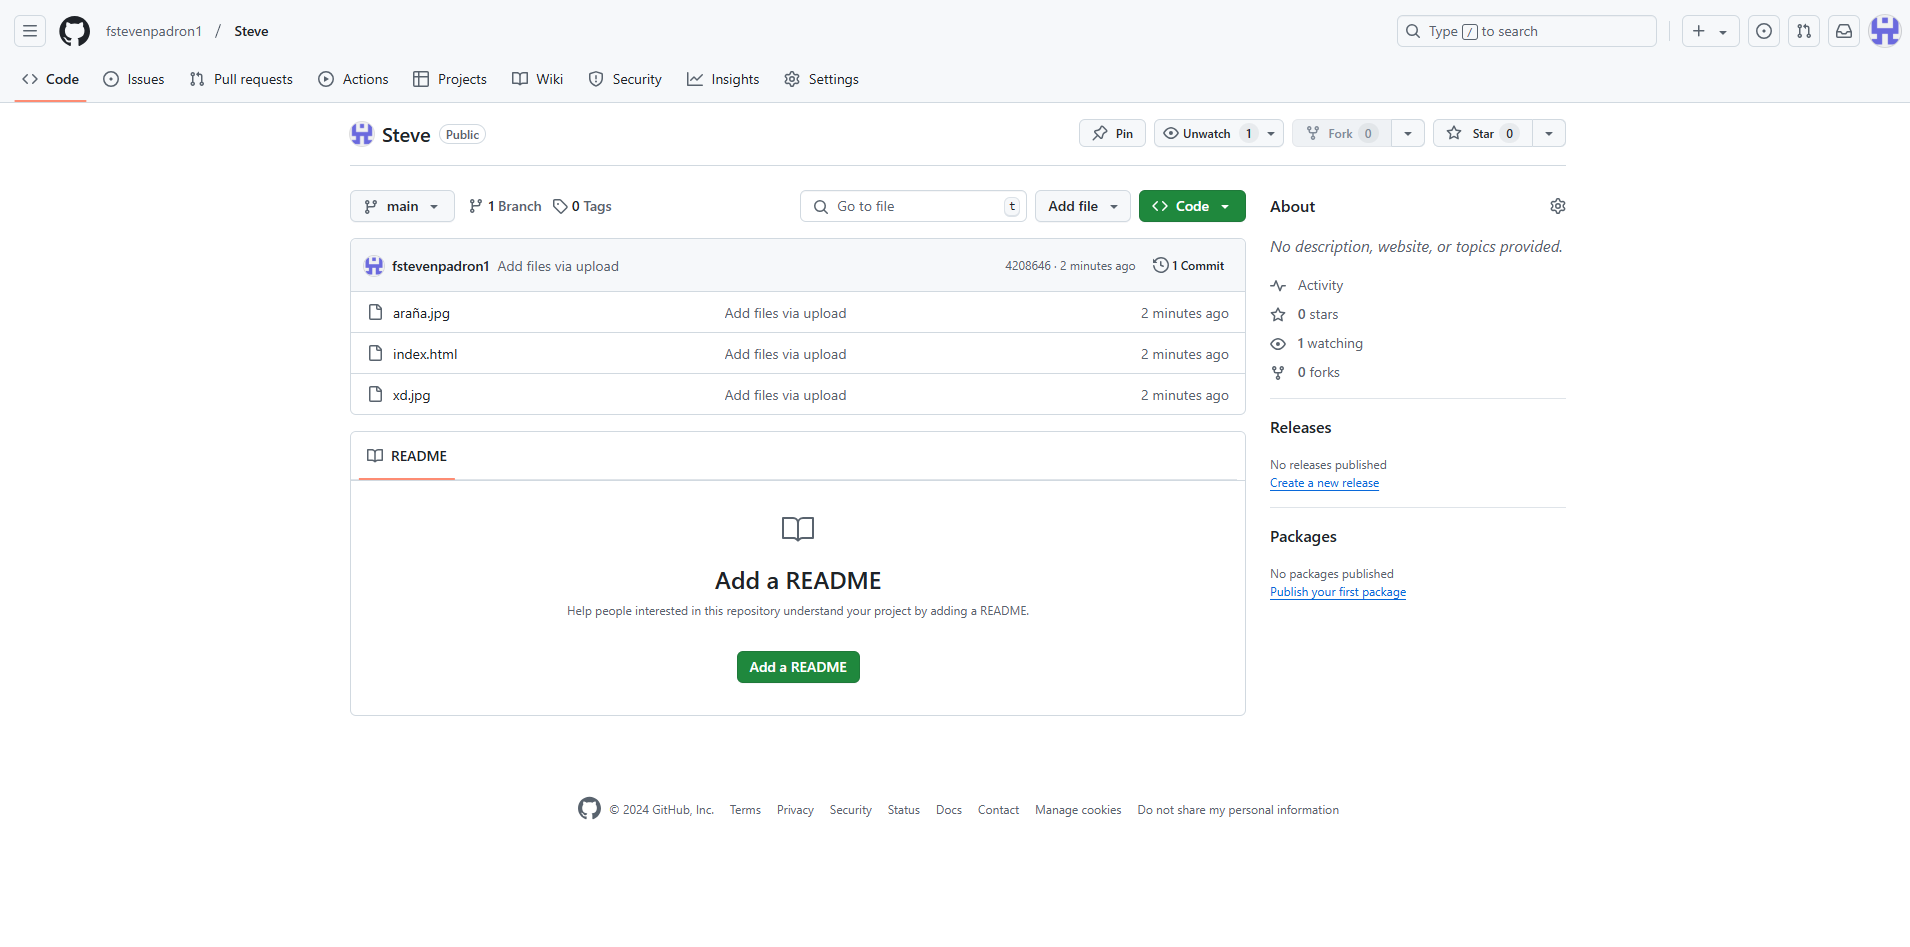 fstevenpadron1 / Steve
Type / to search
Code Issues Pull requests Actions Projects Wiki Security Insights Settings
Steve Public
Pin Unwatch 1 Fork 0 Star 0
main 1 Branch 0 Tags
Go to file t Add file Code
fstevenpadron1 Add files via upload 4208646 · 2 minutes ago 1 Commit
araña.jpg Add files via upload 2 minutes ago
index.html Add files via upload 2 minutes ago
xd.jpg Add files via upload 2 minutes ago
README
Add a README
Help people interested in this repository understand your project by adding a README.
Add a README
About
No description, website, or topics provided.
Activity
0 stars
1 watching
0 forks
Releases
No releases published
Create a new release
Packages
No packages published
Publish your first package
© 2024 GitHub, Inc. Terms Privacy Security Status Docs Contact Manage cookies Do not share my personal information